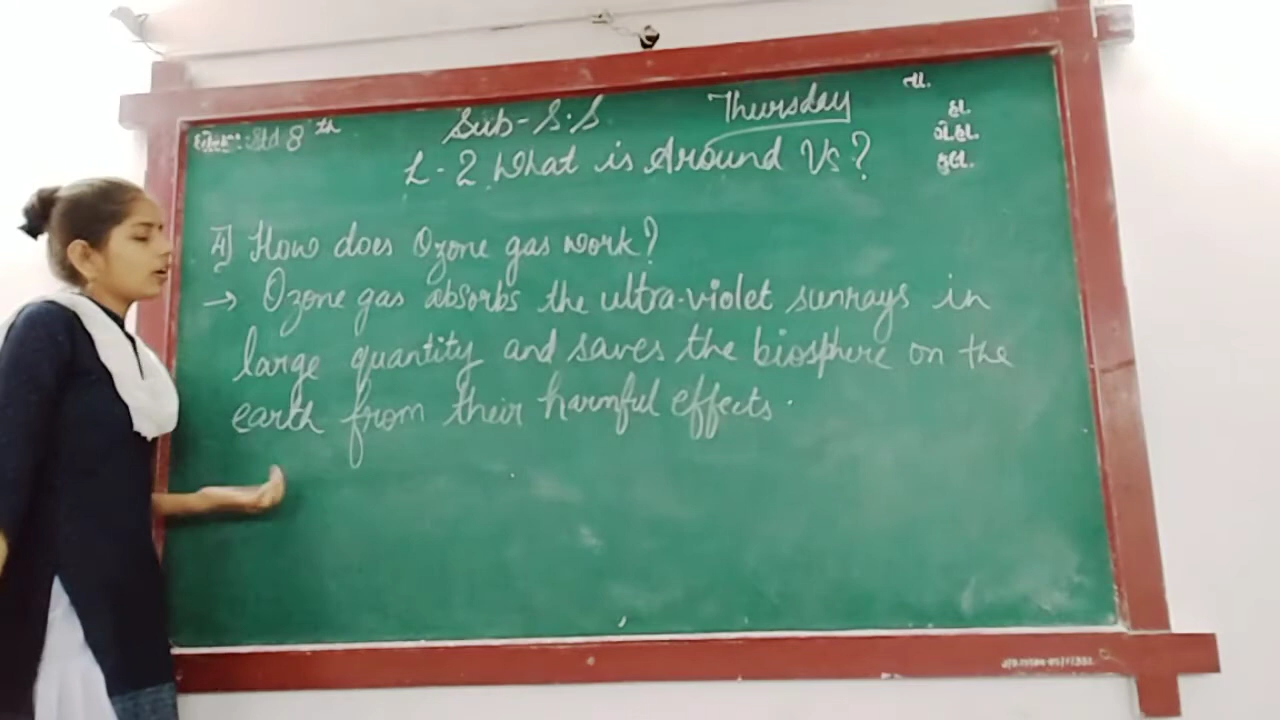 Std 8th
Sub-S.S
Thursday
તા.
L-2 What is Around Us?
હા.
ગે.હા.
કુલ.
4] How does Ozone gas work?
→ Ozone gas absorbs the ultra-violet sunrays in
large quantity and saves the biosphere on the
earth from their harmful effects.